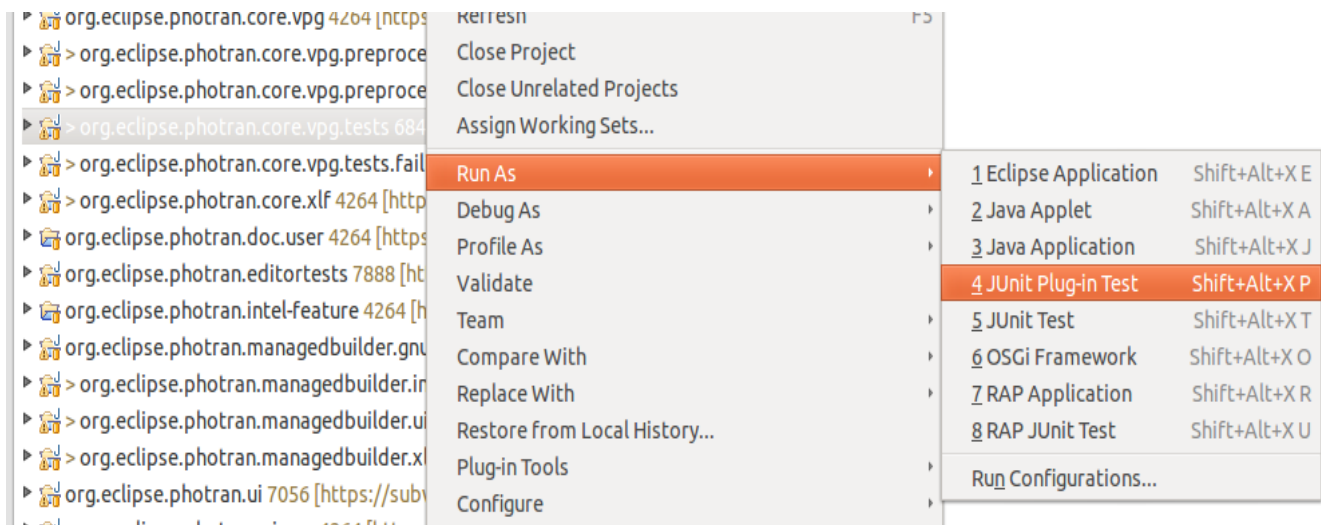 org.eclipse.photran.core.vpg 4264 [https
> org.eclipse.photran.core.vpg.preproce
> org.eclipse.photran.core.vpg.preproce
> org.eclipse.photran.core.vpg.tests 684
> org.eclipse.photran.core.vpg.tests.fail
> org.eclipse.photran.core.xlf 4264 [http
org.eclipse.photran.doc.user 4264 [https
org.eclipse.photran.editortests 7888 [ht
org.eclipse.photran.intel-feature 4264 [h
> org.eclipse.photran.managedbuilder.gnu
> org.eclipse.photran.managedbuilder.in
> org.eclipse.photran.managedbuilder.ui
> org.eclipse.photran.managedbuilder.xl
org.eclipse.photran.ui 7056 [https://subv
Refresh F5
Close Project
Close Unrelated Projects
Assign Working Sets...
Run As
Debug As
Profile As
Validate
Team
Compare With
Replace With
Restore from Local History...
Plug-in Tools
Configure
1 Eclipse Application Shift+Alt+X E
2 Java Applet Shift+Alt+X A
3 Java Application Shift+Alt+X J
4 JUnit Plug-in Test Shift+Alt+X P
5 JUnit Test Shift+Alt+X T
6 OSGi Framework Shift+Alt+X O
7 RAP Application Shift+Alt+X R
8 RAP JUnit Test Shift+Alt+X U
Run Configurations...